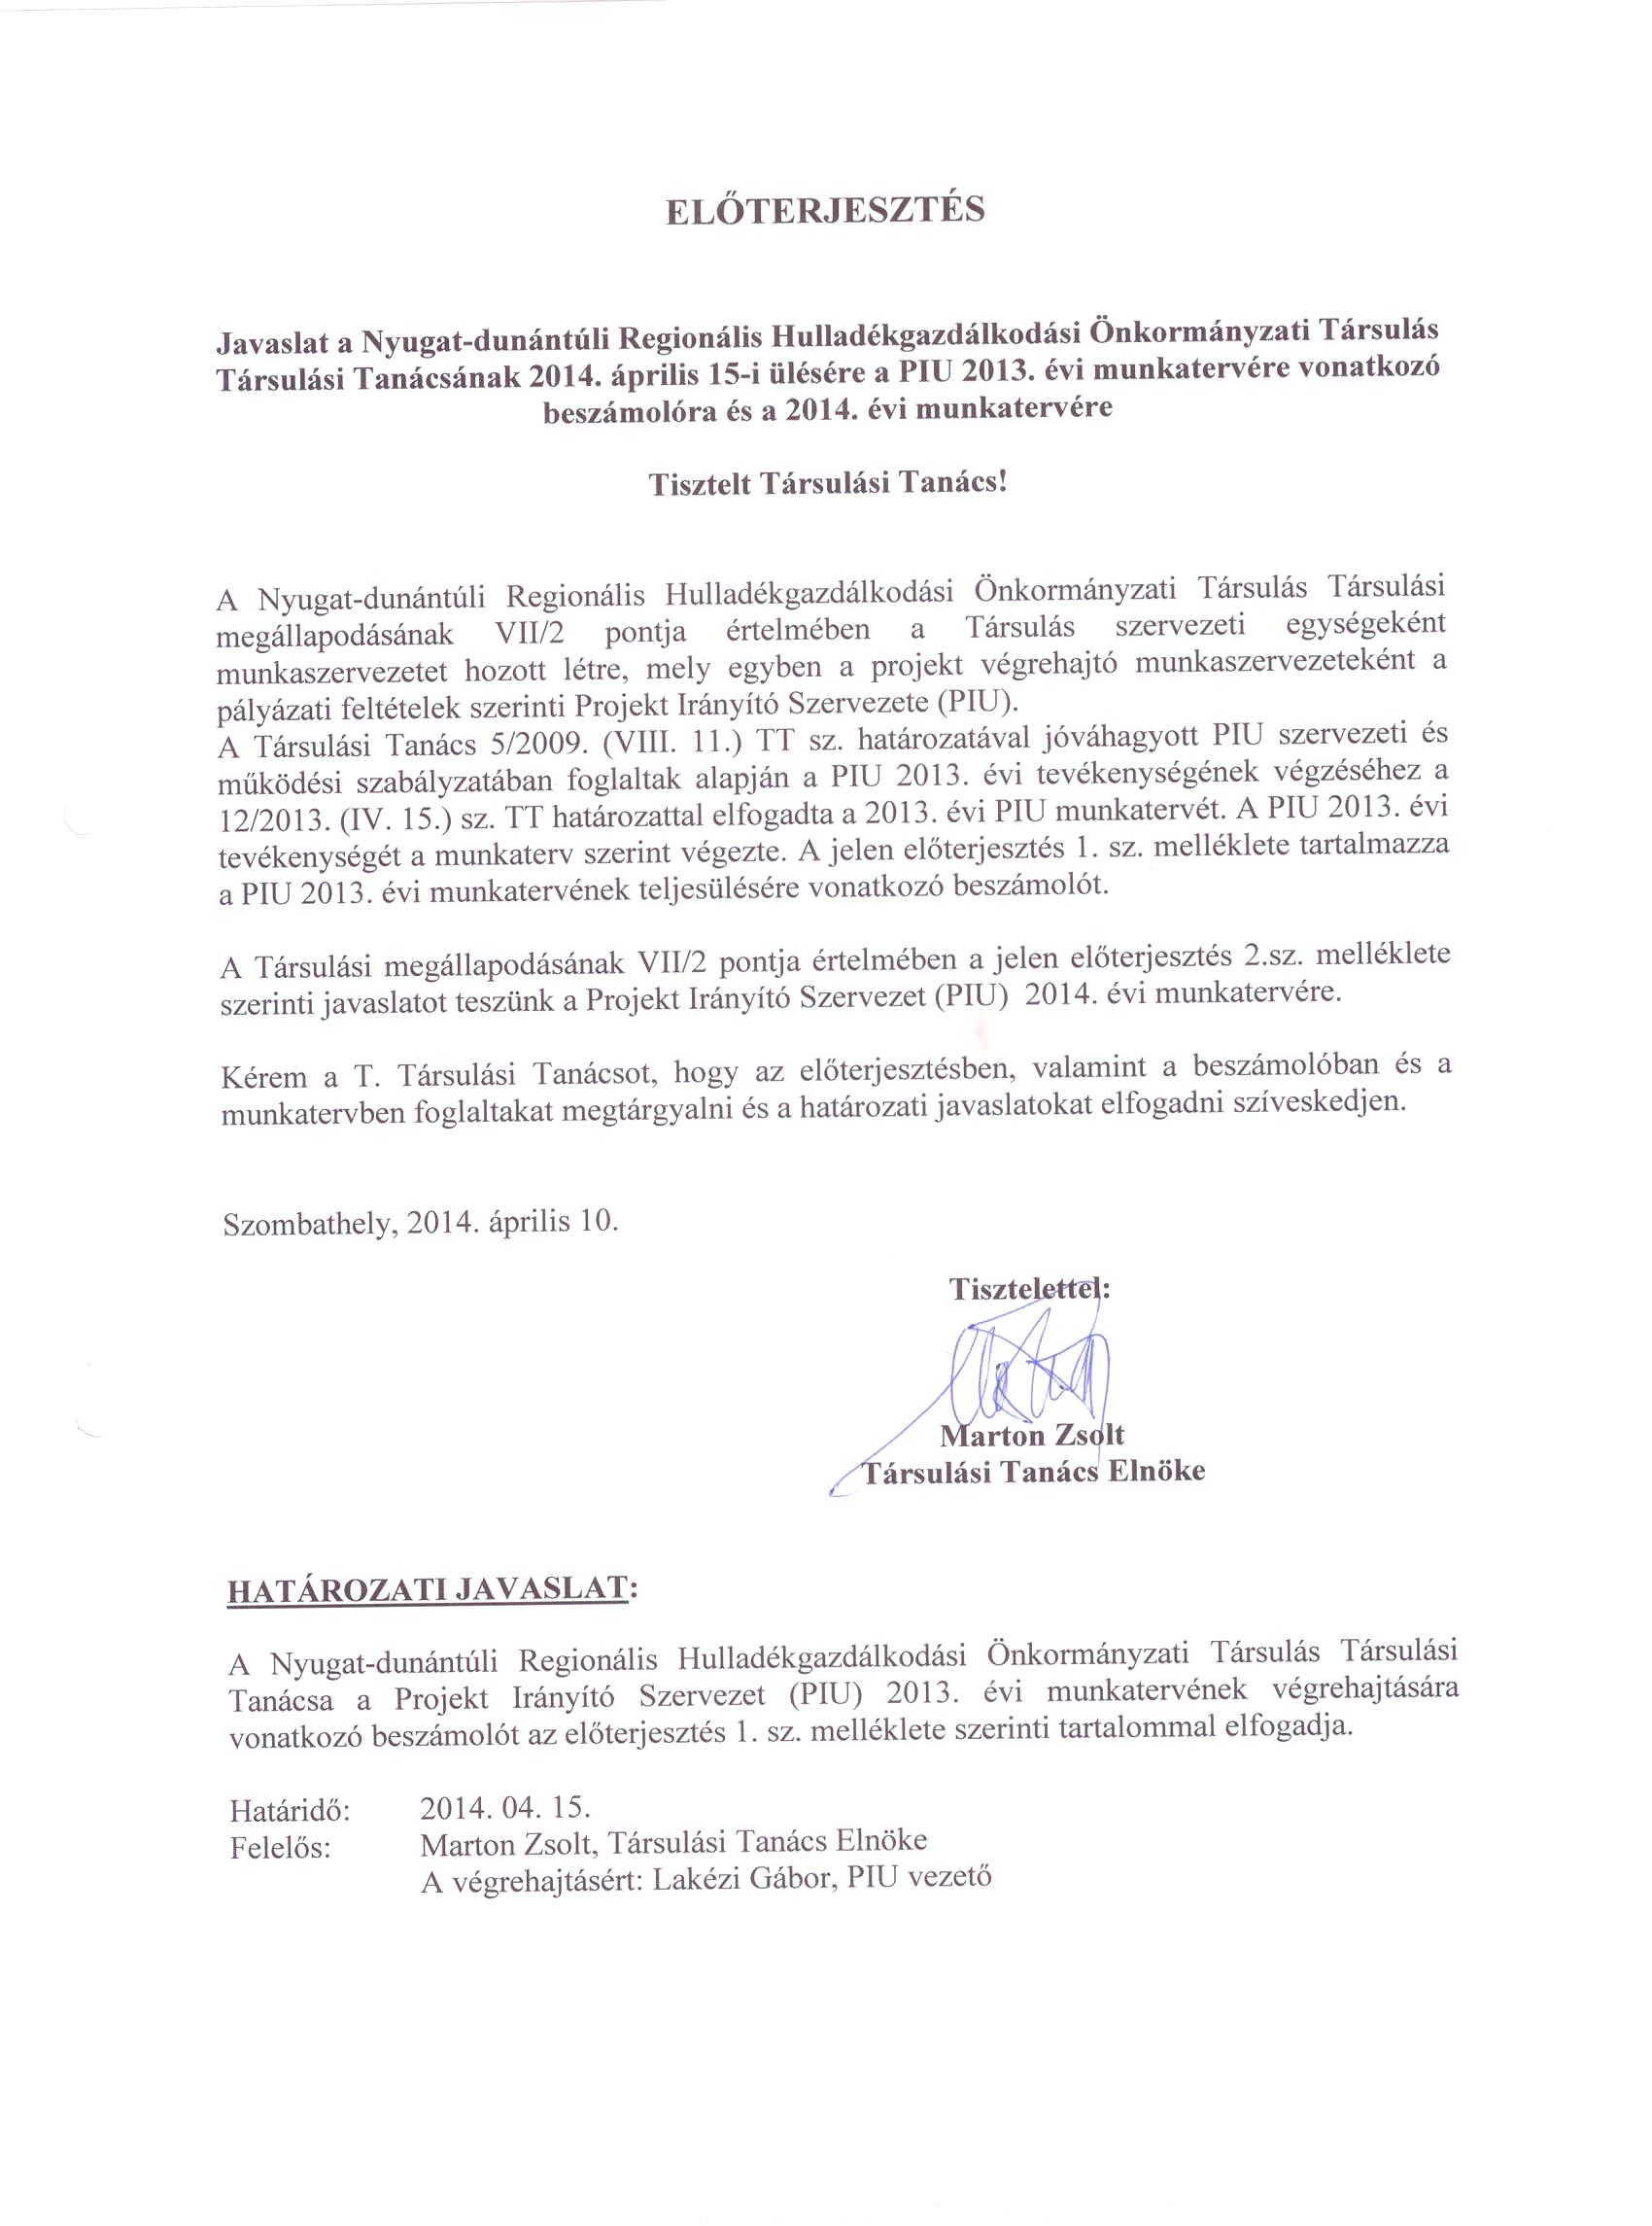 ELŐTERJESZTÉS
Javaslat a Nyugat-dunántúli Regionális Hulladékgazdálkodási Önkormányzati Társulás
Társulási Tanácsának 2014. április 15-i ülésére a PIU 2013. évi munkatervére vonatkozó
beszámolóra és a 2014. évi munkatervére
Tisztelt Társulási Tanács!
A Nyugat-dunántúli Regionális Hulladékgazdálkodási Önkormányzati Társulás Társulási
megállapodásának VII/2 pontja értelmében a Társulás szervezeti egységeként
munkaszervezetet hozott létre, mely egyben a projekt végrehajtó munkaszervezeteként a
pályázati feltételek szerinti Projekt Irányító Szervezete (PIU).
A Társulási Tanács 5/2009. (VIII. 11.) TT sz. határozatával jóváhagyott PIU szervezeti és
működési szabályzatában foglaltak alapján a PIU 2013. évi tevékenységének végzéséhez a
12/2013. (IV. 15.) sz. TT határozattal elfogadta a 2013. évi PIU munkatervét. A PIU 2013. évi
tevékenységét a munkaterv szerint végezte. A jelen előterjesztés 1. sz. melléklete tartalmazza
a PIU 2013. évi munkatervének teljesülésére vonatkozó beszámolót.
A Társulási megállapodásának VII/2 pontja értelmében a jelen előterjesztés 2.sz. melléklete
szerinti javaslatot teszünk a Projekt Irányító Szervezet (PIU) 2014. évi munkatervére.
Kérem a T. Társulási Tanácsot, hogy az előterjesztésben, valamint a beszámolóban és a
munkatervben foglaltakat megtárgyalni és a határozati javaslatokat elfogadni szíveskedjen.
Szombathely, 2014. április 10.
Tisztelettel:
Marton Zsolt
Társulási Tanács Elnöke
HATÁROZATI JAVASLAT:
A Nyugat-dunántúli Regionális Hulladékgazdálkodási Önkormányzati Társulás Társulási
Tanácsa a Projekt Irányító Szervezet (PIU) 2013. évi munkatervének végrehajtására
vonatkozó beszámolót az előterjesztés 1. sz. melléklete szerinti tartalommal elfogadja.
Határidő: 2014. 04. 15.
Felelős: Marton Zsolt, Társulási Tanács Elnöke
A végrehajtásért: Lakézi Gábor, PIU vezető